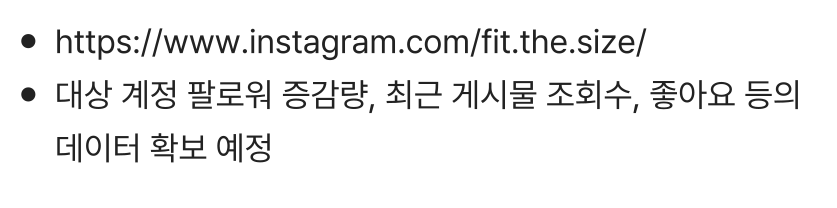 • https://www.instagram.com/fit.the.size/
• 대상 계정 팔로워 증감량, 최근 게시물 조회수, 좋아요 등의
데이터 확보 예정